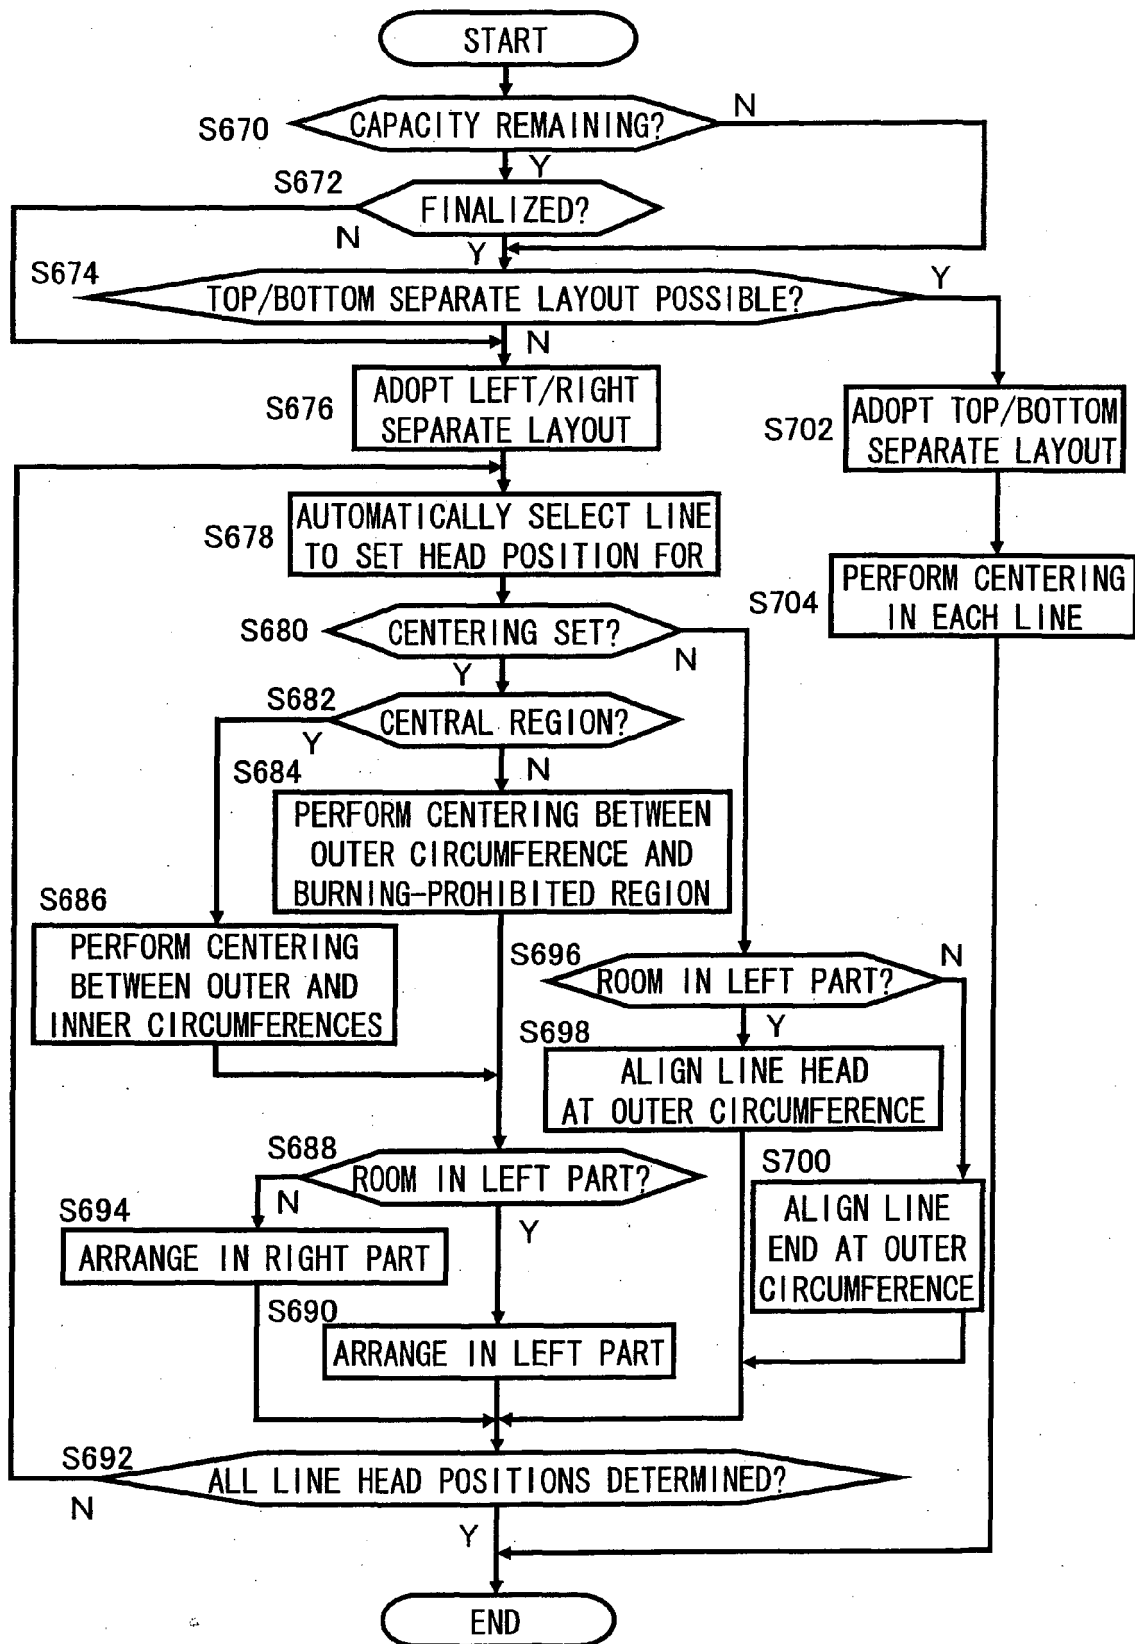 START
S670
CAPACITY REMAINING?
N
Y
S672
FINALIZED?
N
Y
S674
TOP/BOTTOM SEPARATE LAYOUT POSSIBLE?
Y
N
S676
ADOPT LEFT/RIGHT
SEPARATE LAYOUT
S702
ADOPT TOP/BOTTOM
SEPARATE LAYOUT
S678
AUTOMATICALLY SELECT LINE
TO SET HEAD POSITION FOR
S704
PERFORM CENTERING
IN EACH LINE
S680
CENTERING SET?
N
Y
S682
CENTRAL REGION?
Y
N
S684
PERFORM CENTERING BETWEEN
OUTER CIRCUMFERENCE AND
BURNING-PROHIBITED REGION
S686
PERFORM CENTERING
BETWEEN OUTER AND
INNER CIRCUMFERENCES
S696
ROOM IN LEFT PART?
N
Y
S698
ALIGN LINE HEAD
AT OUTER CIRCUMFERENCE
S700
ALIGN LINE
END AT OUTER
CIRCUMFERENCE
S688
ROOM IN LEFT PART?
N
Y
S694
ARRANGE IN RIGHT PART
S690
ARRANGE IN LEFT PART
S692
ALL LINE HEAD POSITIONS DETERMINED?
N
Y
END